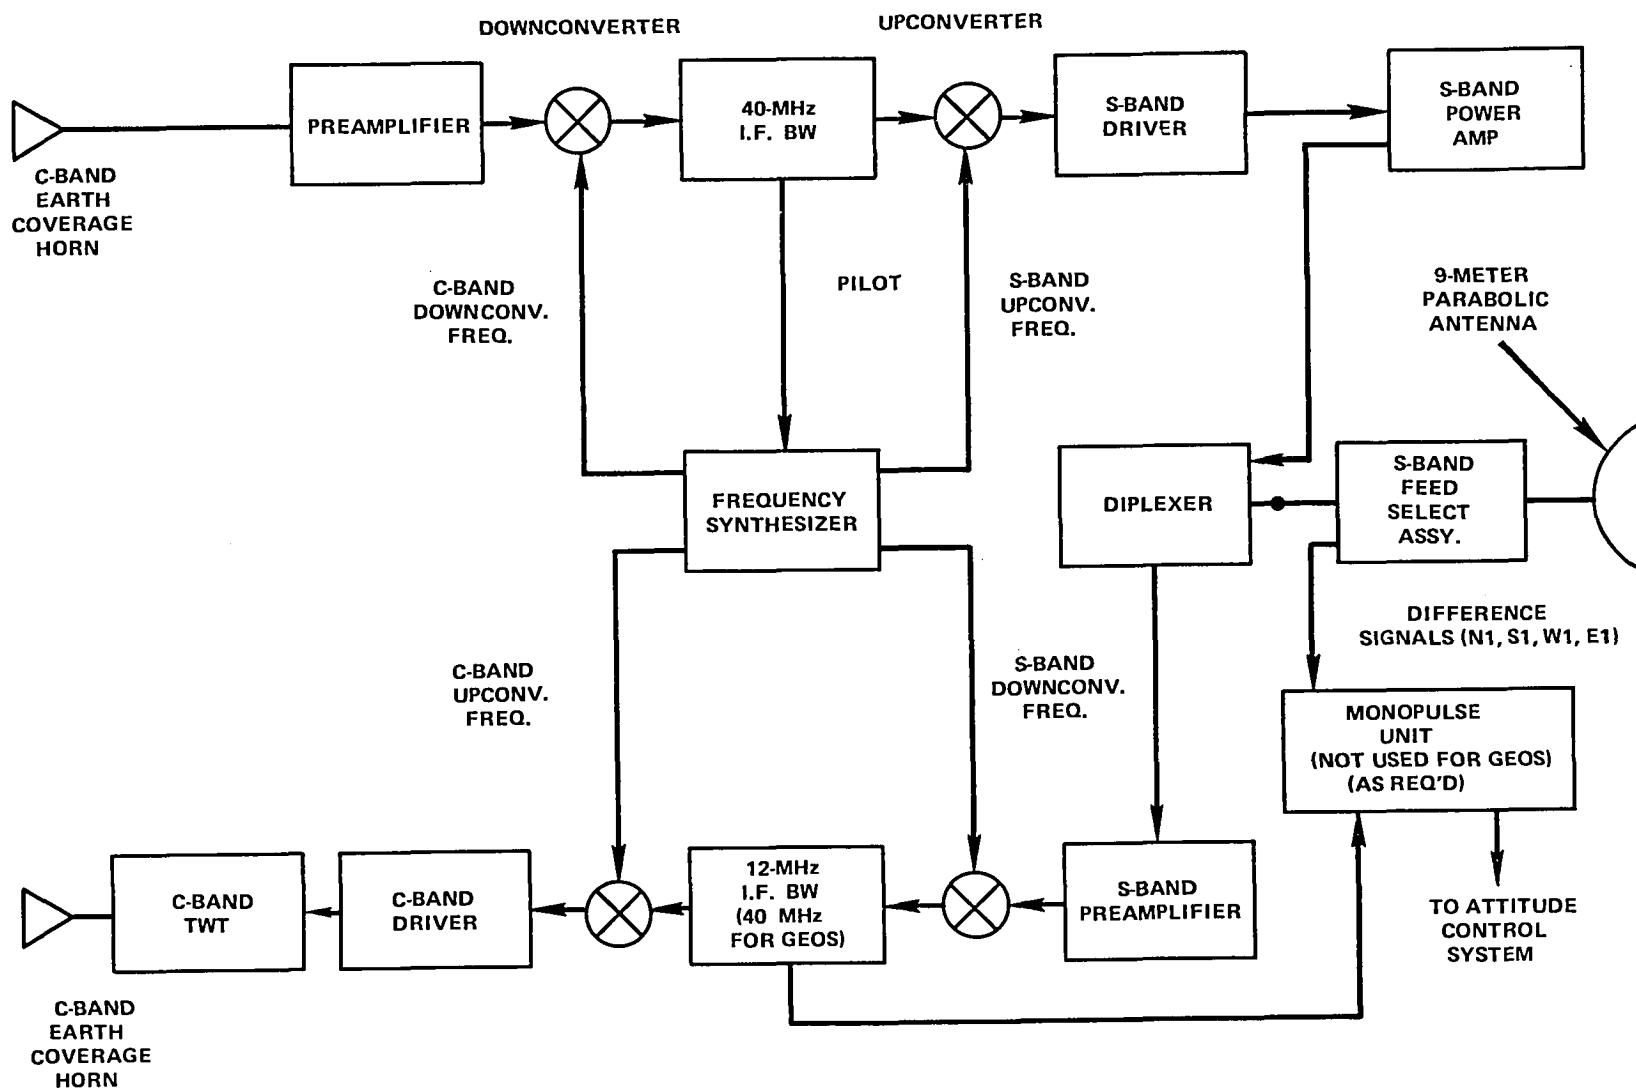 DOWNCONVERTER
UPCONVERTER
PREAMPLIFIER
40-MHz
I.F. BW
S-BAND
DRIVER
S-BAND
POWER
AMP
C-BAND
EARTH
COVERAGE
HORN
C-BAND
DOWNCONV.
FREQ.
PILOT
S-BAND
UPCONV.
FREQ.
9-METER
PARABOLIC
ANTENNA
FREQUENCY
SYNTHESIZER
DIPLEXER
S-BAND
FEED
SELECT
ASSY.
DIFFERENCE
SIGNALS (N1, S1, W1, E1)
C-BAND
UPCONV.
FREQ.
S-BAND
DOWNCONV.
FREQ.
MONOPULSE
UNIT
(NOT USED FOR GEOS)
(AS REQ'D)
C-BAND
TWT
C-BAND
DRIVER
12-MHz
I.F. BW
(40 MHz
FOR GEOS)
S-BAND
PREAMPLIFIER
TO ATTITUDE
CONTROL
SYSTEM
C-BAND
EARTH
COVERAGE
HORN